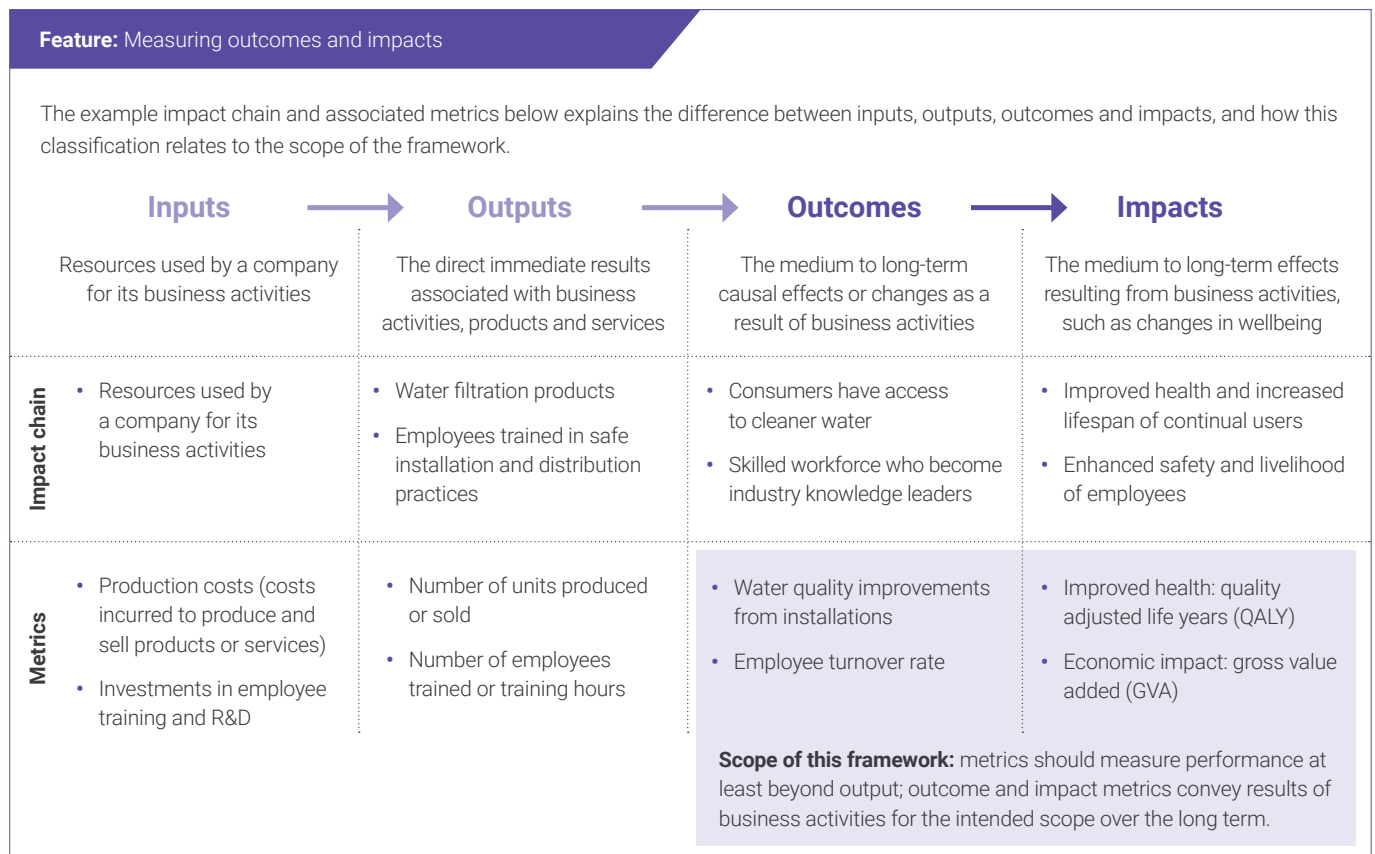 Feature: Measuring outcomes and impacts
The example impact chain and associated metrics below explains the difference between inputs, outputs, outcomes and impacts, and how this
classification relates to the scope of the framework.
Inputs
Outputs
Outcomes
Impacts
Resources used by a company
for its business activities
The direct immediate results
associated with business
activities, products and services
The medium to long-term
causal effects or changes as a
result of business activities
The medium to long-term effects
resulting from business activities,
such as changes in wellbeing
Impact chain
• Resources used by
a company for its
business activities
• Water filtration products
• Employees trained in safe
installation and distribution
practices
• Consumers have access
to cleaner water
• Skilled workforce who become
industry knowledge leaders
• Improved health and increased
lifespan of continual users
• Enhanced safety and livelihood
of employees
Metrics
• Production costs (costs
incurred to produce and
sell products or services)
• Investments in employee
training and R&D
• Number of units produced
or sold
• Number of employees
trained or training hours
• Water quality improvements
from installations
• Employee turnover rate
• Improved health: quality
adjusted life years (QALY)
• Economic impact: gross value
added (GVA)
Scope of this framework: metrics should measure performance at
least beyond output; outcome and impact metrics convey results of
business activities for the intended scope over the long term.